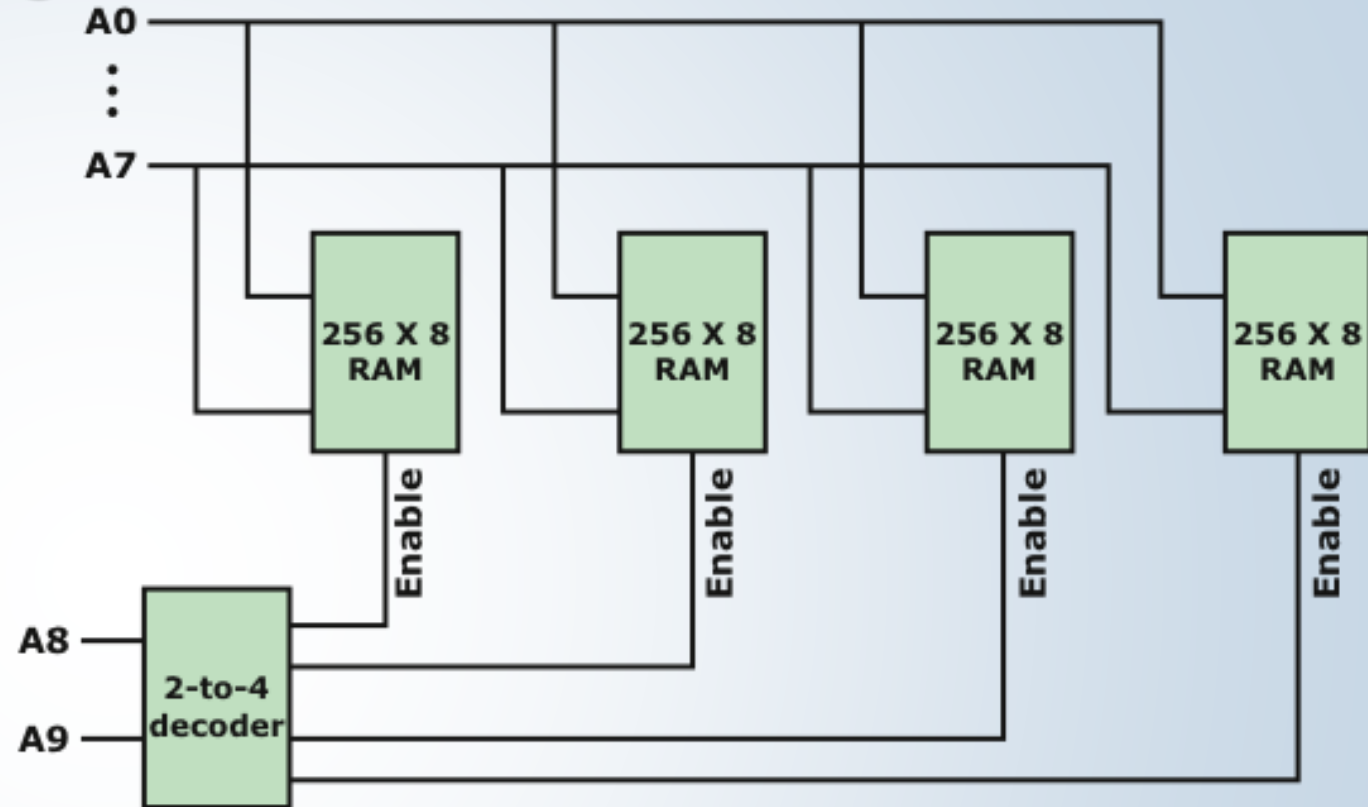 A0
⋮
A7
256 X 8
RAM
256 X 8
RAM
256 X 8
RAM
256 X 8
RAM
Enable
Enable
Enable
Enable
A8
2-to-4
decoder
A9